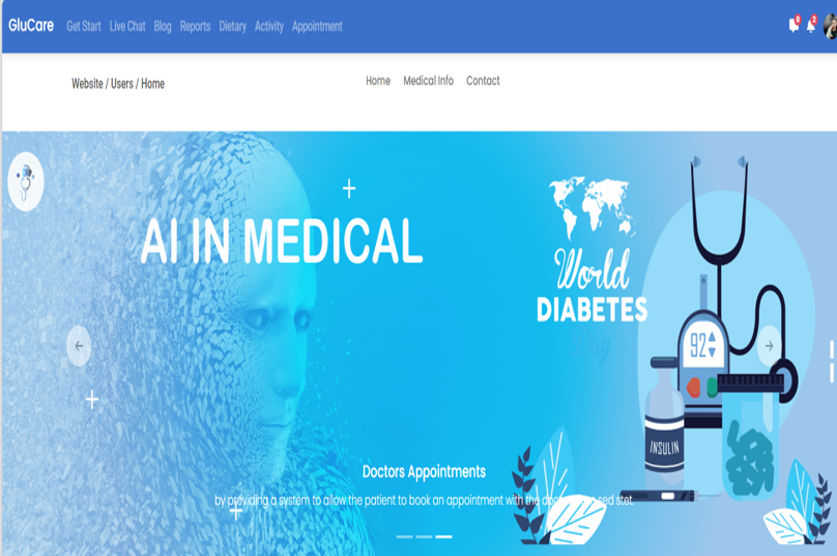 GluCare Get Start Live Chat Blog Reports Dietary Activity Appointment 0 2
Website / Users / Home
Home Medical Info Contact
AI IN MEDICAL
World
DIABETES
92
INSULIN
Doctors Appointments
by providing a system to allow the patient to book an appointment with the sed stet.